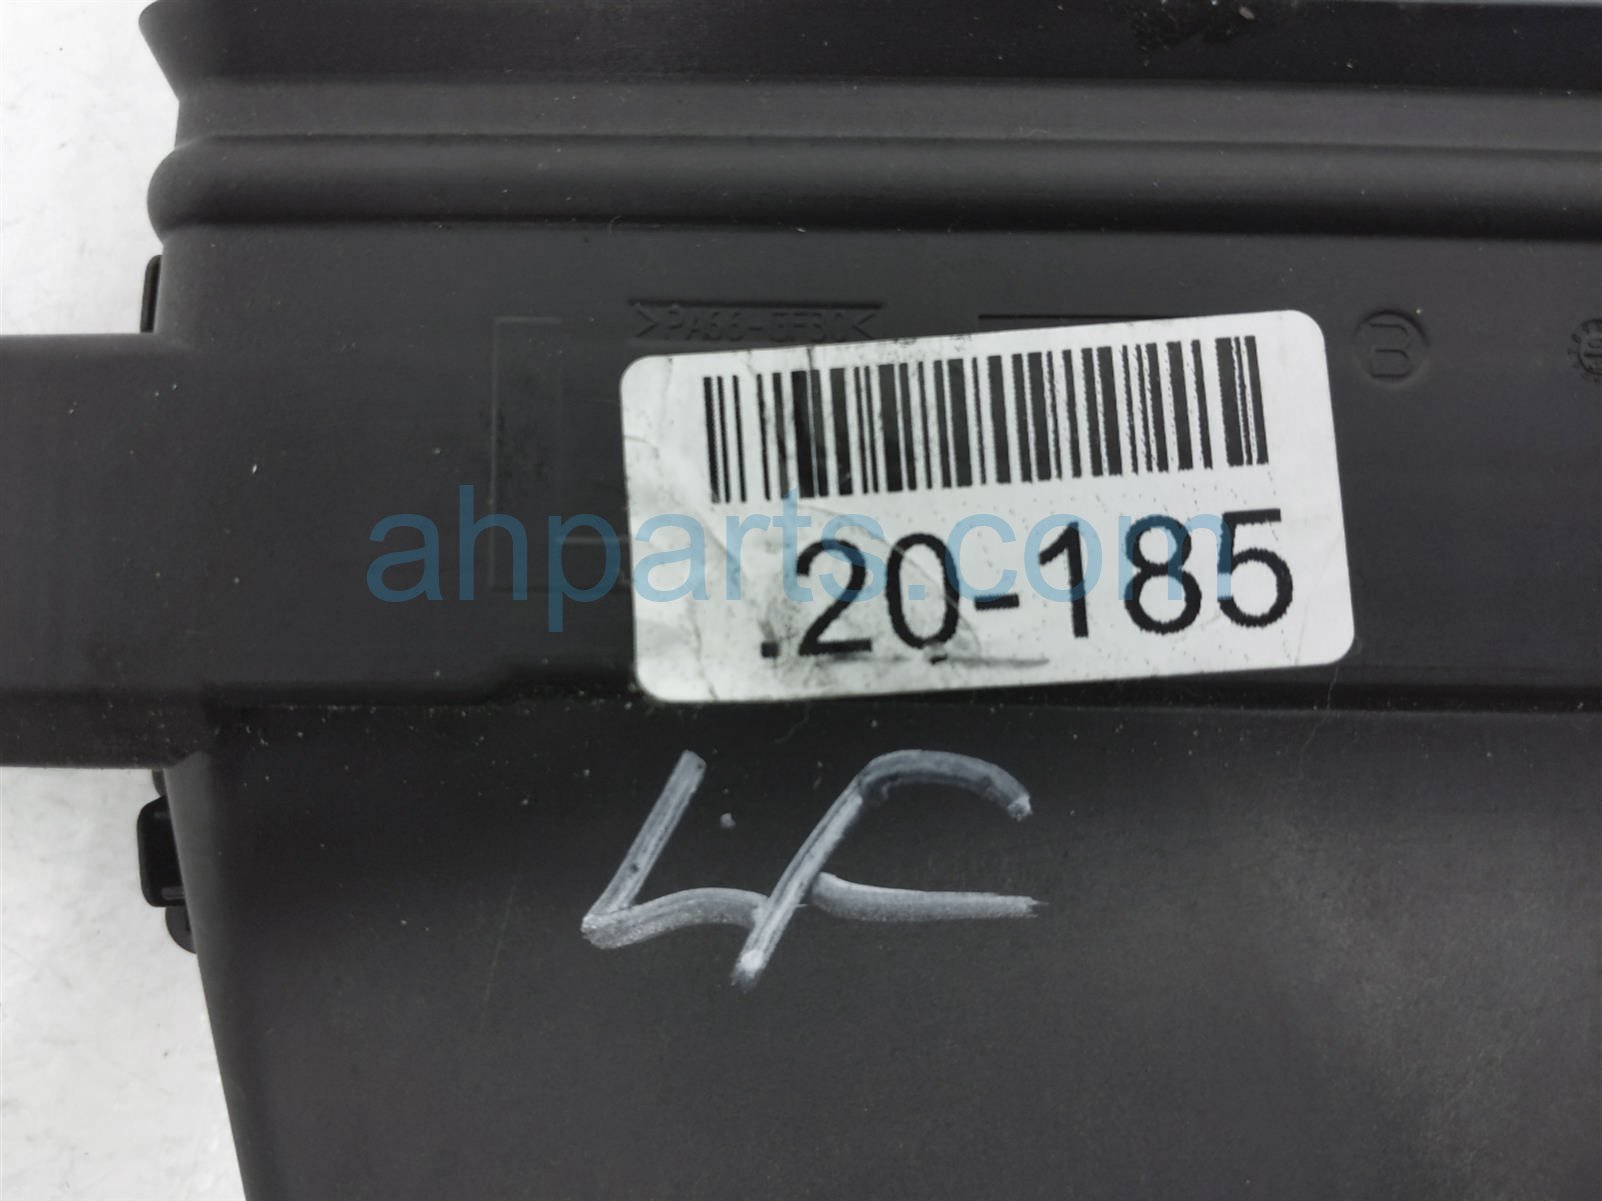 >PA66-GF30<
.20-185
ahparts.com
LF